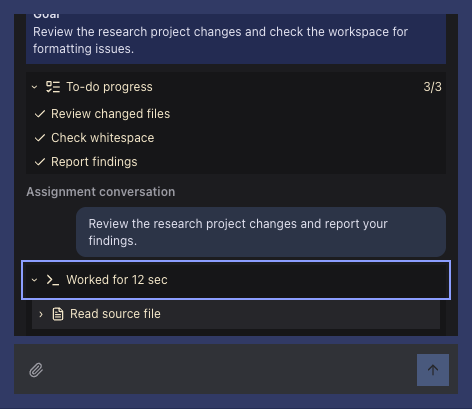 Goal
Review the research project changes and check the workspace for
formatting issues.
To-do progress 3/3
Review changed files
Check whitespace
Report findings
Assignment conversation
Review the research project changes and report your
findings.
Worked for 12 sec
Read source file